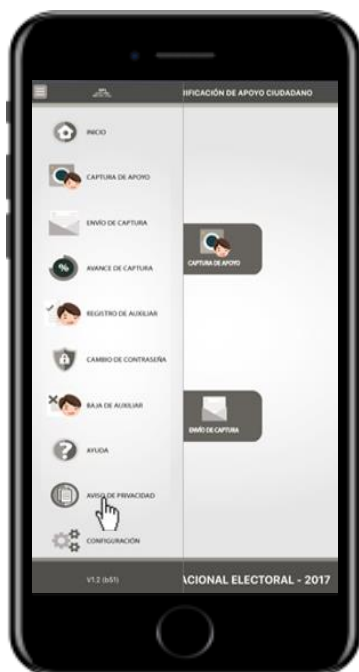 IFICACIÓN DE APOYO CIUDADANO
INICIO
CAPTURA DE APOYO
ENVÍO DE CAPTURA
%
AVANCE DE CAPTURA
REGISTRO DE AUXILIAR
CAMBIO DE CONTRASEÑA
BAJA DE AUXILIAR
?
AYUDA
AVISO DE PRIVACIDAD
CONFIGURACIÓN
CAPTURA DE APOYO
ENVÍO DE CAPTURA
V1.2 (b51)
ACIONAL ELECTORAL - 2017